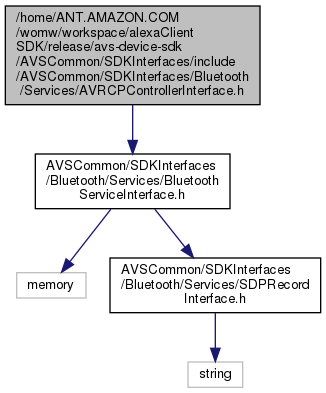 /home/ANT.AMAZON.COM
/womw/workspace/alexaClient
SDK/release/avs-device-sdk
/AVSCommon/SDKInterfaces/include
/AVSCommon/SDKInterfaces/Bluetooth
/Services/AVRCPControllerInterface.h
AVSCommon/SDKInterfaces
/Bluetooth/Services/Bluetooth
ServiceInterface.h
memory
AVSCommon/SDKInterfaces
/Bluetooth/Services/SDPRecord
Interface.h
string